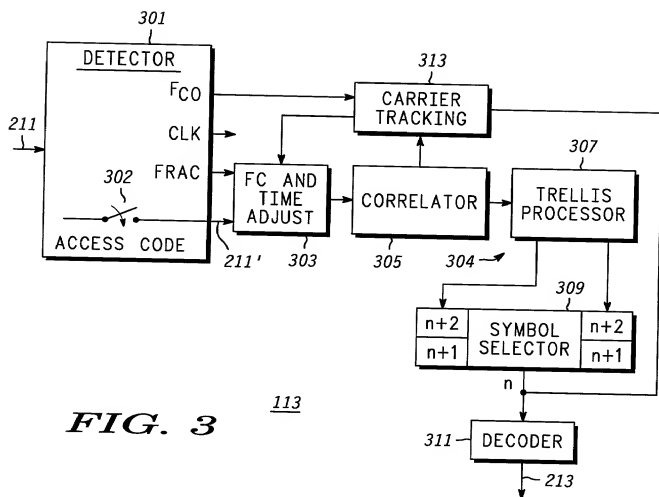 301
DETECTOR
FCO
CLK
FRAC
211
302
ACCESS CODE
211'
FC AND
TIME
ADJUST
303
313
CARRIER
TRACKING
CORRELATOR
305
304
307
TRELLIS
PROCESSOR
309
n+2
n+1
SYMBOL
SELECTOR
n+2
n+1
n
311
DECODER
213
FIG. 3
113